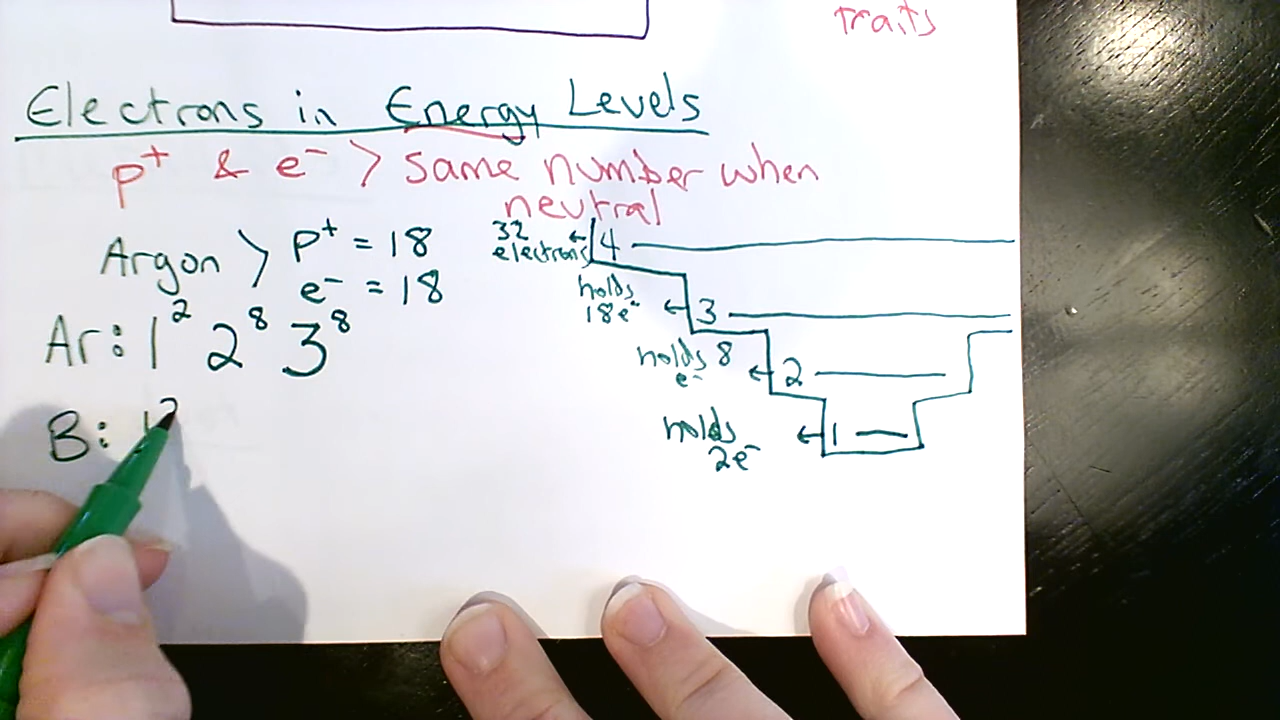 traits
Electrons in Energy Levels
p⁺ & e⁻ > same number when
neutral
Argon > p⁺ = 18
e⁻ = 18
Ar: 1² 2⁸ 3⁸
B: 1²
32
electrons ← 4
holds
18e⁻ ← 3
holds 8
e⁻ ← 2
holds
2e⁻ ← 1